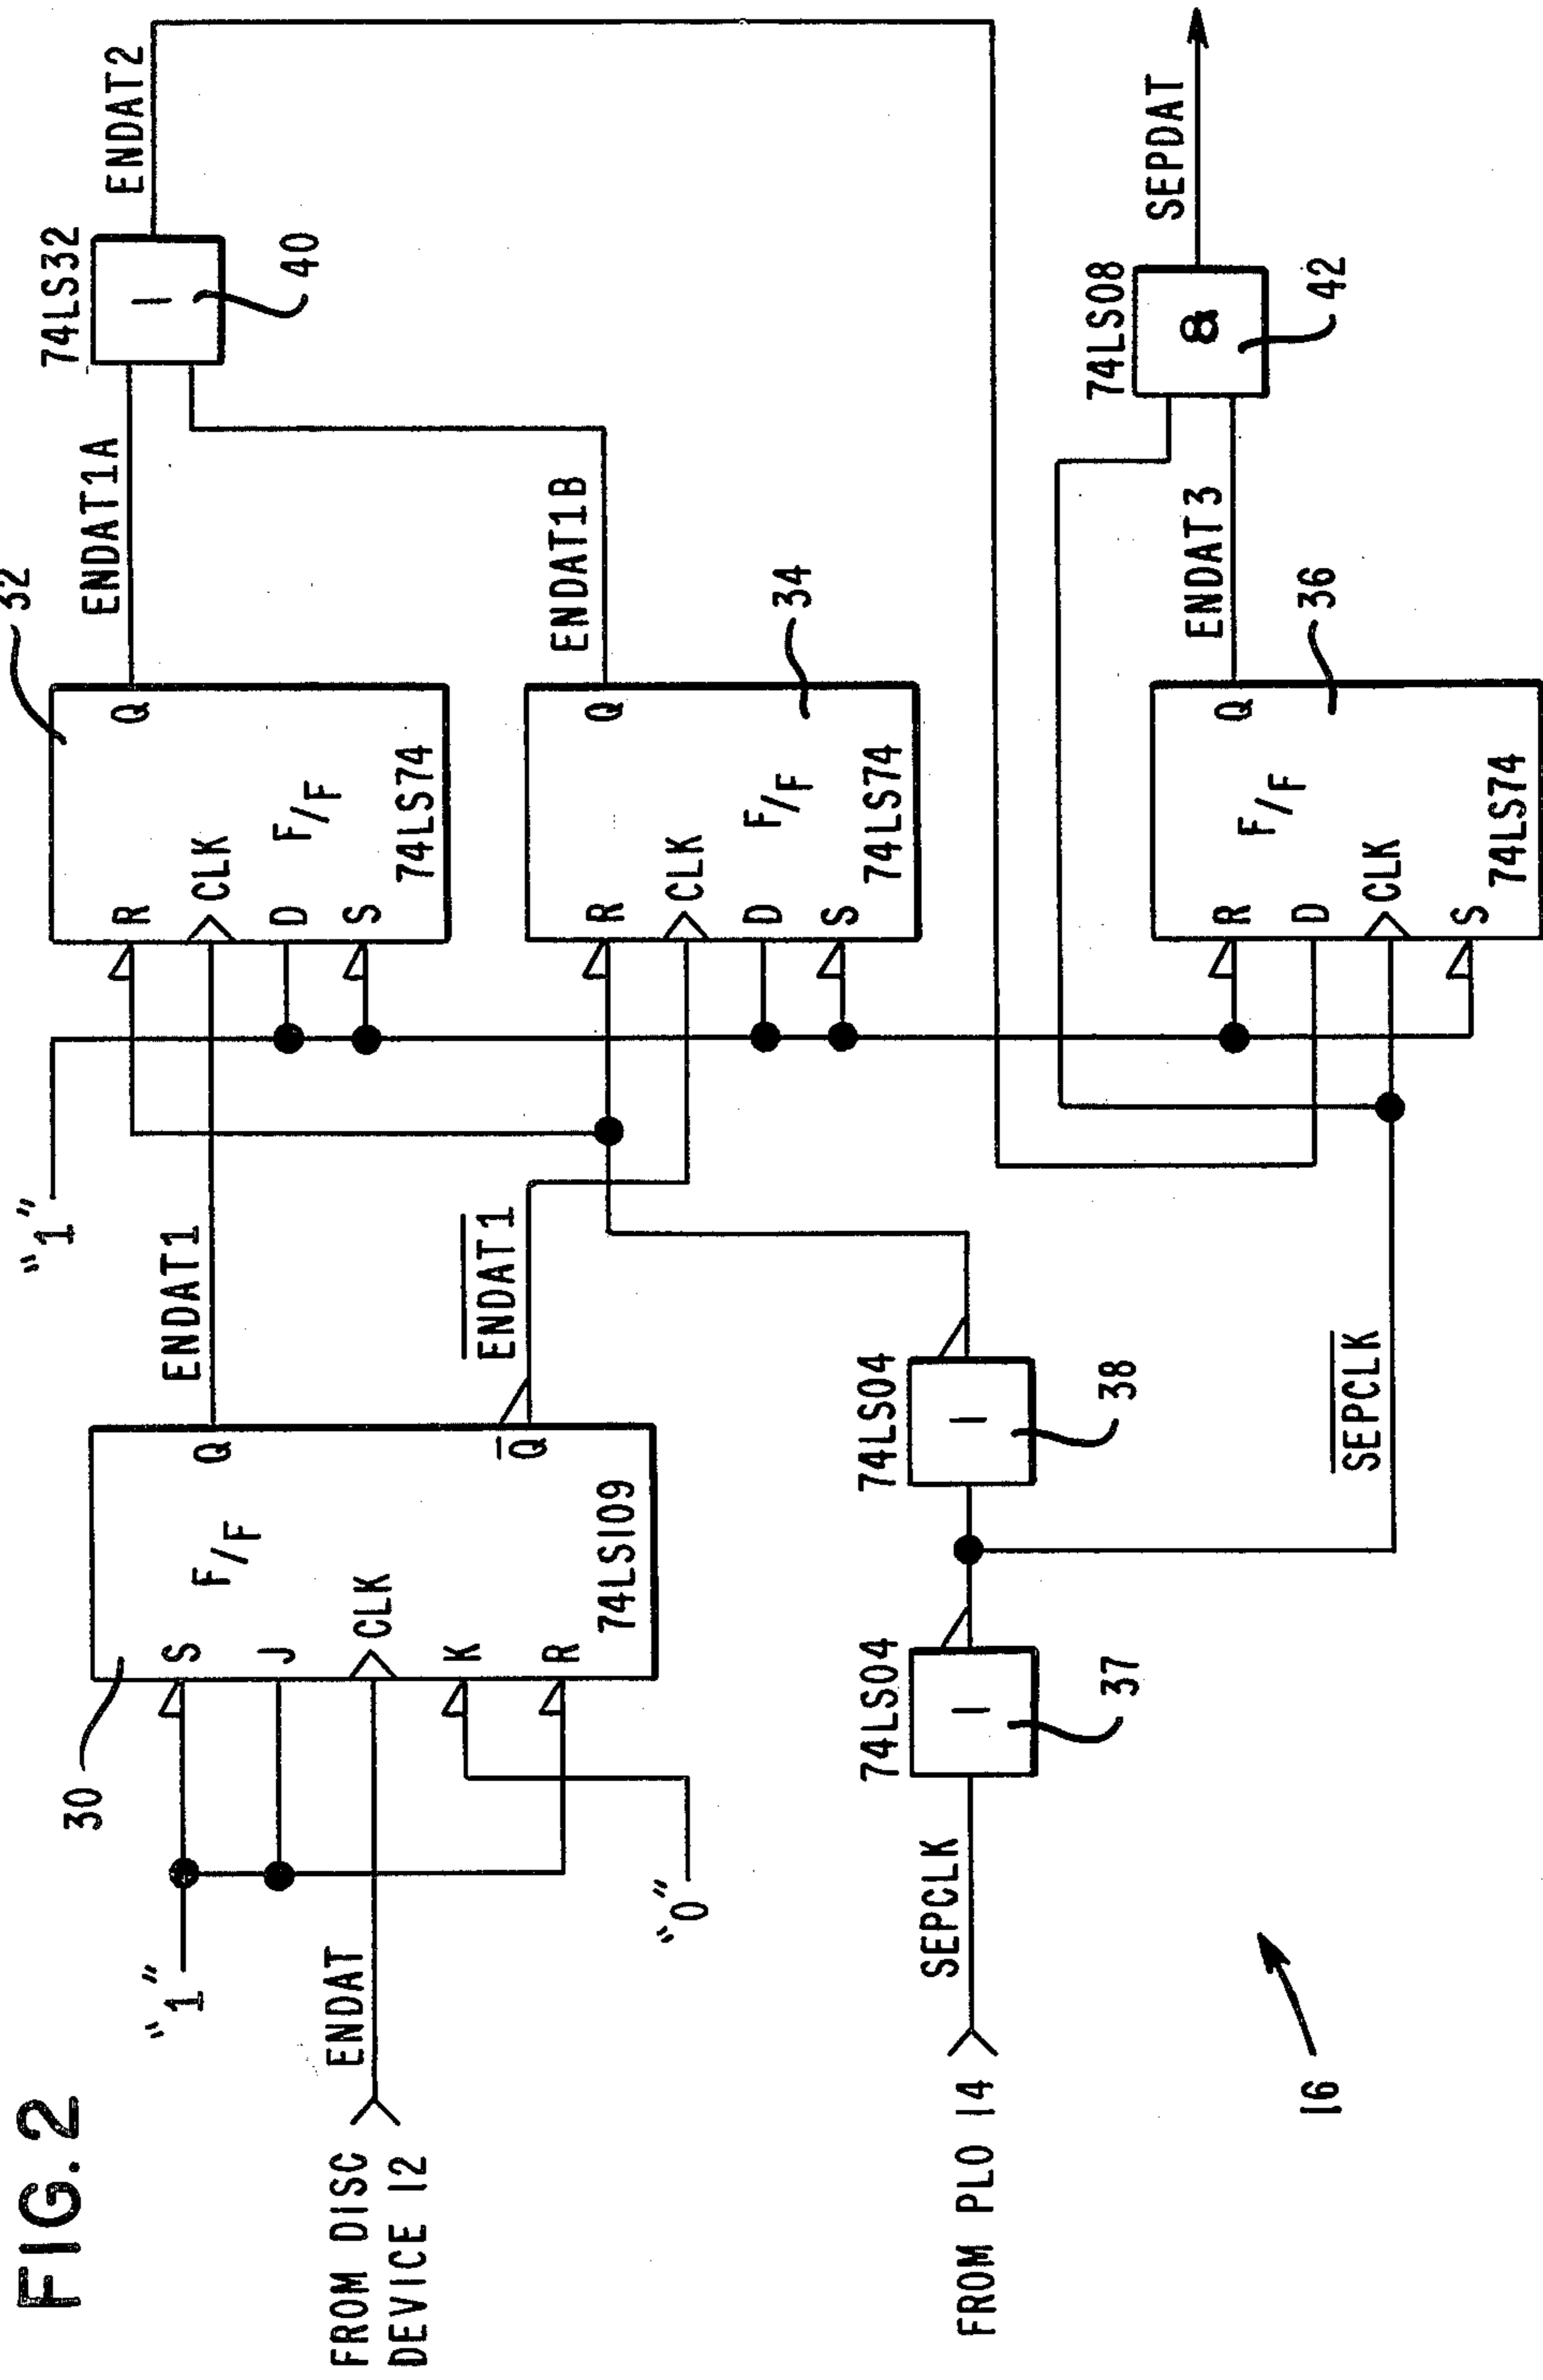 FIG. 2
FROM DISC
DEVICE 12
ENDAT
"1"
30
S
J
CLK
K
R
F/F
Q
Q̅
74LS109
"0"
ENDAT1
E̅N̅D̅A̅T̅1̅
"1"
32
R
CLK
D
S
Q
F/F
74LS74
ENDAT1A
74LS32
1
40
ENDAT2
R
CLK
D
S
Q
F/F
74LS74
34
ENDAT1B
FROM PLO 14
SEPCLK
74LS04
1
37
74LS04
1
38
S̅E̅P̅C̅L̅K̅
R
D
CLK
S
Q
F/F
74LS74
36
ENDAT3
74LS08
&
42
SEPDAT
16